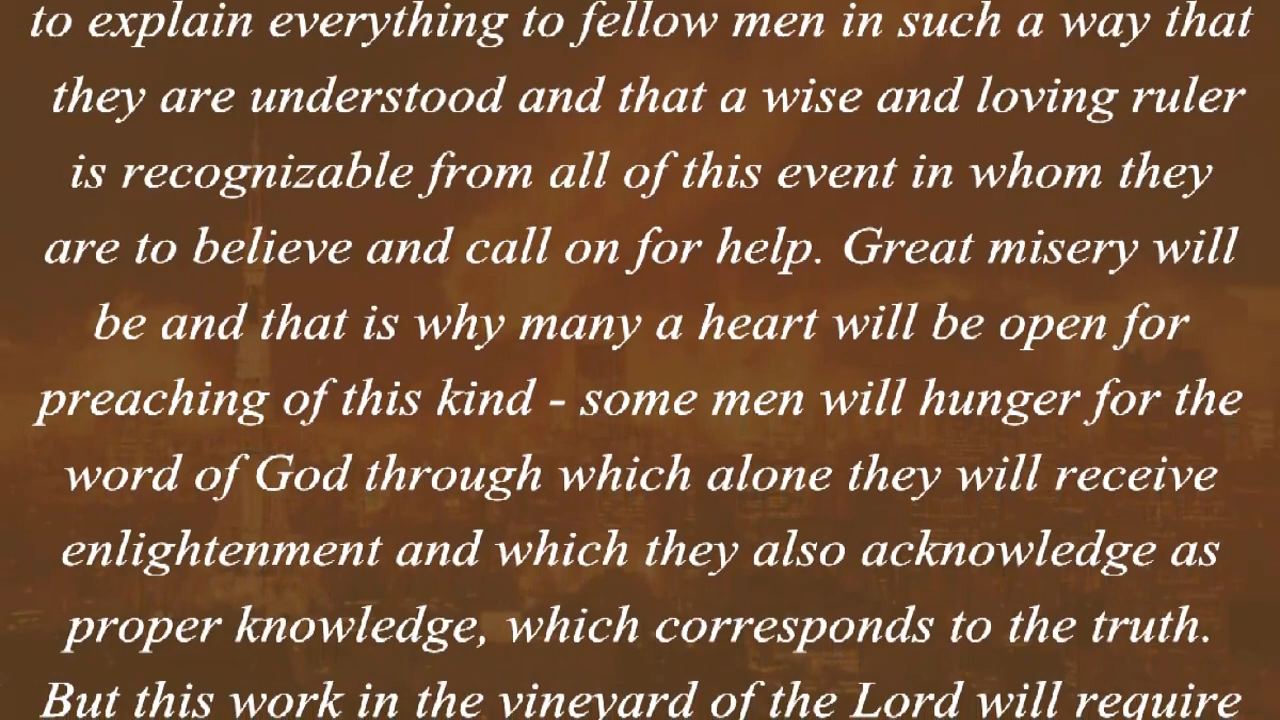 to explain everything to fellow men in such a way that
they are understood and that a wise and loving ruler
is recognizable from all of this event in whom they
are to believe and call on for help. Great misery will
be and that is why many a heart will be open for
preaching of this kind - some men will hunger for the
word of God through which alone they will receive
enlightenment and which they also acknowledge as
proper knowledge, which corresponds to the truth.
But this work in the vineyard of the Lord will require